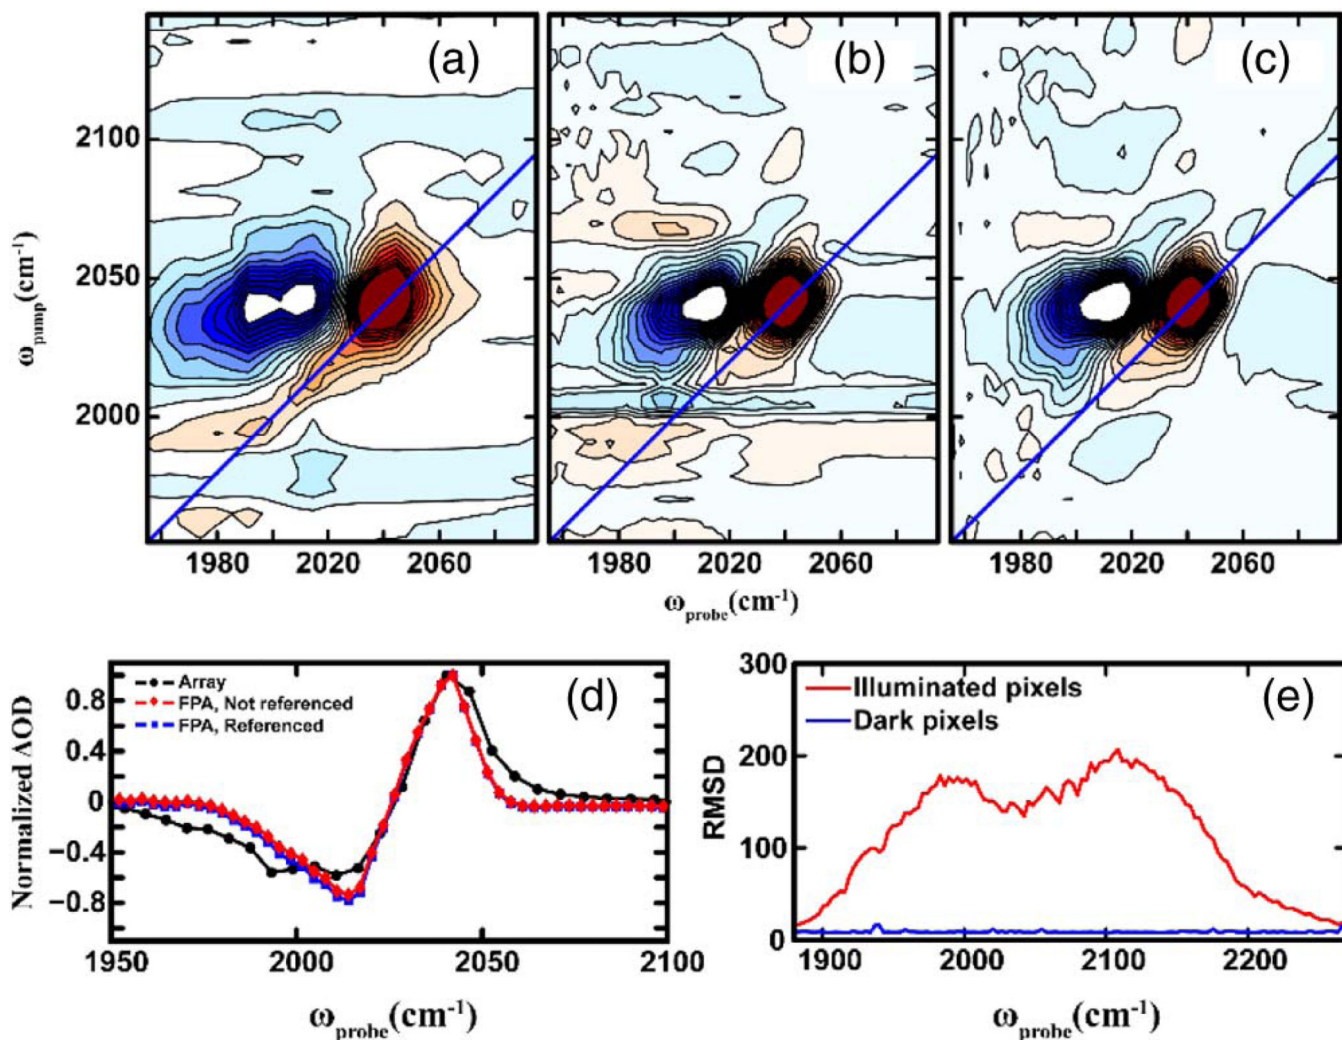 (a) (b) (c)
2100
2050
2000
ω_pump(cm⁻¹)
1980 2020 2060 1980 2020 2060 1980 2020 2060
ω_probe(cm⁻¹)
(d)
Array
FPA, Not referenced
FPA, Referenced
0.8
0.4
0
−0.4
−0.8
Normalized ΔOD
1950 2000 2050 2100
ω_probe(cm⁻¹)
(e)
Illuminated pixels
Dark pixels
300
200
100
0
RMSD
1900 2000 2100 2200
ω_probe(cm⁻¹)